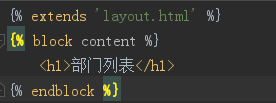 {% extends 'layout.html' %}
{% block content %}
<h1>部门列表</h1>
{% endblock %}